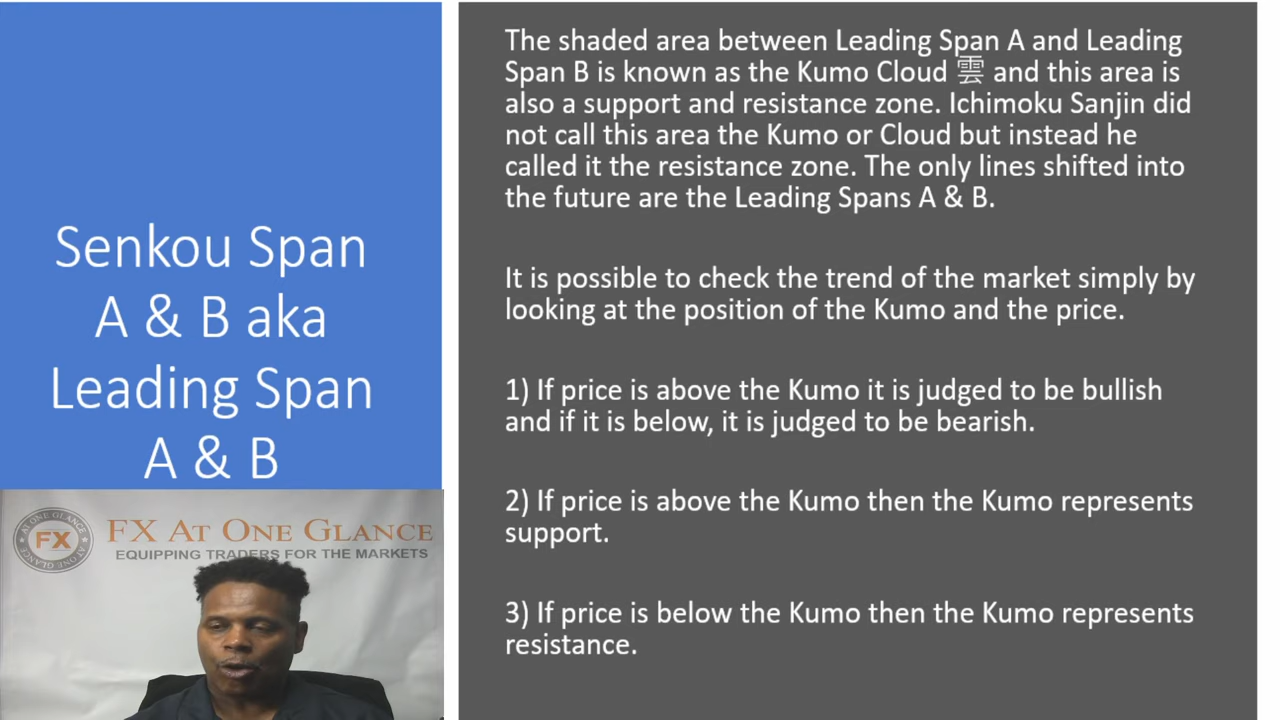 Senkou Span
A & B aka
Leading Span
A & B
The shaded area between Leading Span A and Leading
Span B is known as the Kumo Cloud 雲 and this area is
also a support and resistance zone. Ichimoku Sanjin did
not call this area the Kumo or Cloud but instead he
called it the resistance zone. The only lines shifted into
the future are the Leading Spans A & B.
It is possible to check the trend of the market simply by
looking at the position of the Kumo and the price.
1) If price is above the Kumo it is judged to be bullish
and if it is below, it is judged to be bearish.
2) If price is above the Kumo then the Kumo represents
support.
3) If price is below the Kumo then the Kumo represents
resistance.
AT ONE GLANCE
FX
AT ONE GLANCE
FX AT ONE GLANCE
EQUIPPING TRADERS FOR THE MARKETS